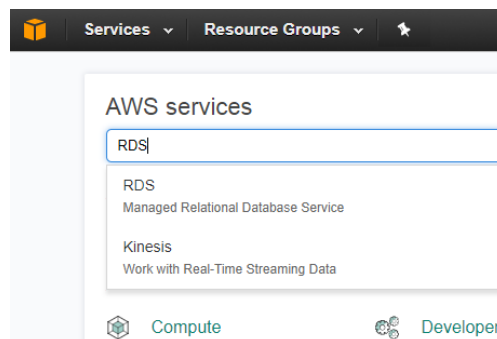 Services Resource Groups
AWS services
RDS
RDS
Managed Relational Database Service
Kinesis
Work with Real-Time Streaming Data
Compute Developer